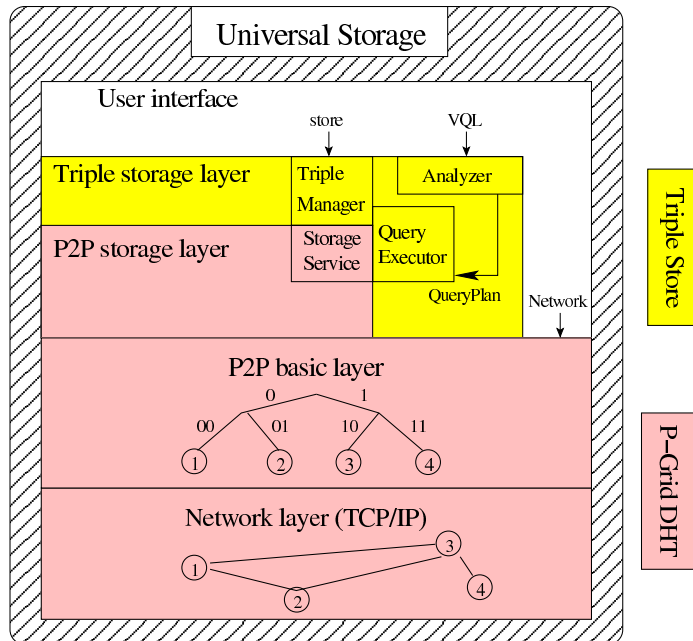 Universal Storage
User interface
store
VQL
Triple storage layer
Triple
Manager
Analyzer
P2P storage layer
Storage
Service
Query
Executor
QueryPlan
Network
Triple Store
P2P basic layer
0
1
00
01
10
11
1
2
3
4
P-Grid DHT
Network layer (TCP/IP)
3
1
4
2